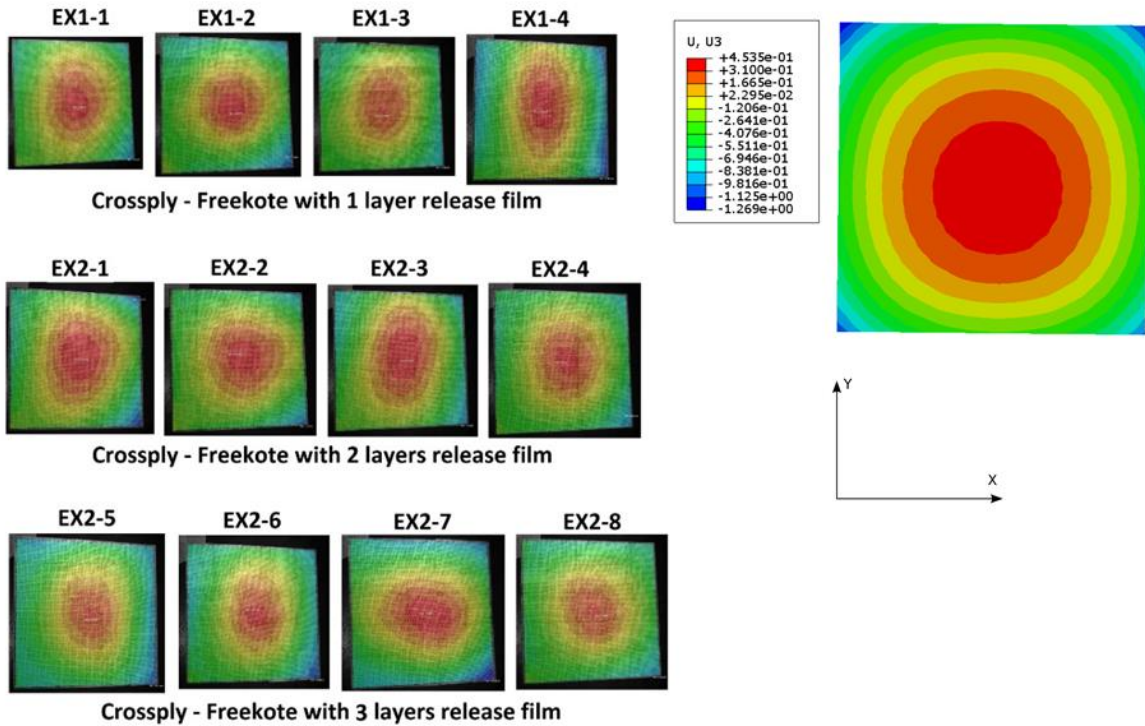 EX1-1 EX1-2 EX1-3 EX1-4
Crossply - Freekote with 1 layer release film
EX2-1 EX2-2 EX2-3 EX2-4
Crossply - Freekote with 2 layers release film
EX2-5 EX2-6 EX2-7 EX2-8
Crossply - Freekote with 3 layers release film
U, U3
+4.535e-01
+3.100e-01
+1.665e-01
+2.295e-02
-1.206e-01
-2.641e-01
-4.076e-01
-5.511e-01
-6.946e-01
-8.381e-01
-9.816e-01
-1.125e+00
-1.269e+00
Y
X